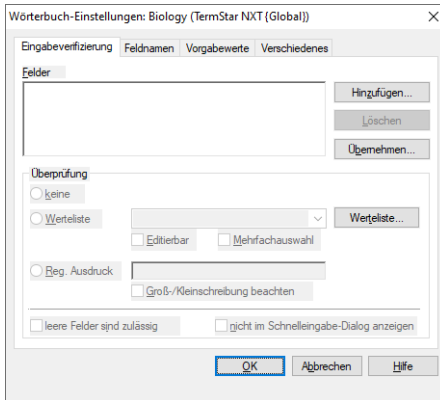 Wörterbuch-Einstellungen: Biology (TermStar NXT {Global})
Eingabeverifizierung Feldnamen Vorgabewerte Verschiedenes
Felder
Hinzufügen...
Löschen
Übernehmen...
Überprüfung
keine
Werteliste
Werteliste...
Editierbar Mehrfachauswahl
Reg. Ausdruck
Groß-/Kleinschreibung beachten
leere Felder sind zulässig nicht im Schnelleingabe-Dialog anzeigen
OK Abbrechen Hilfe